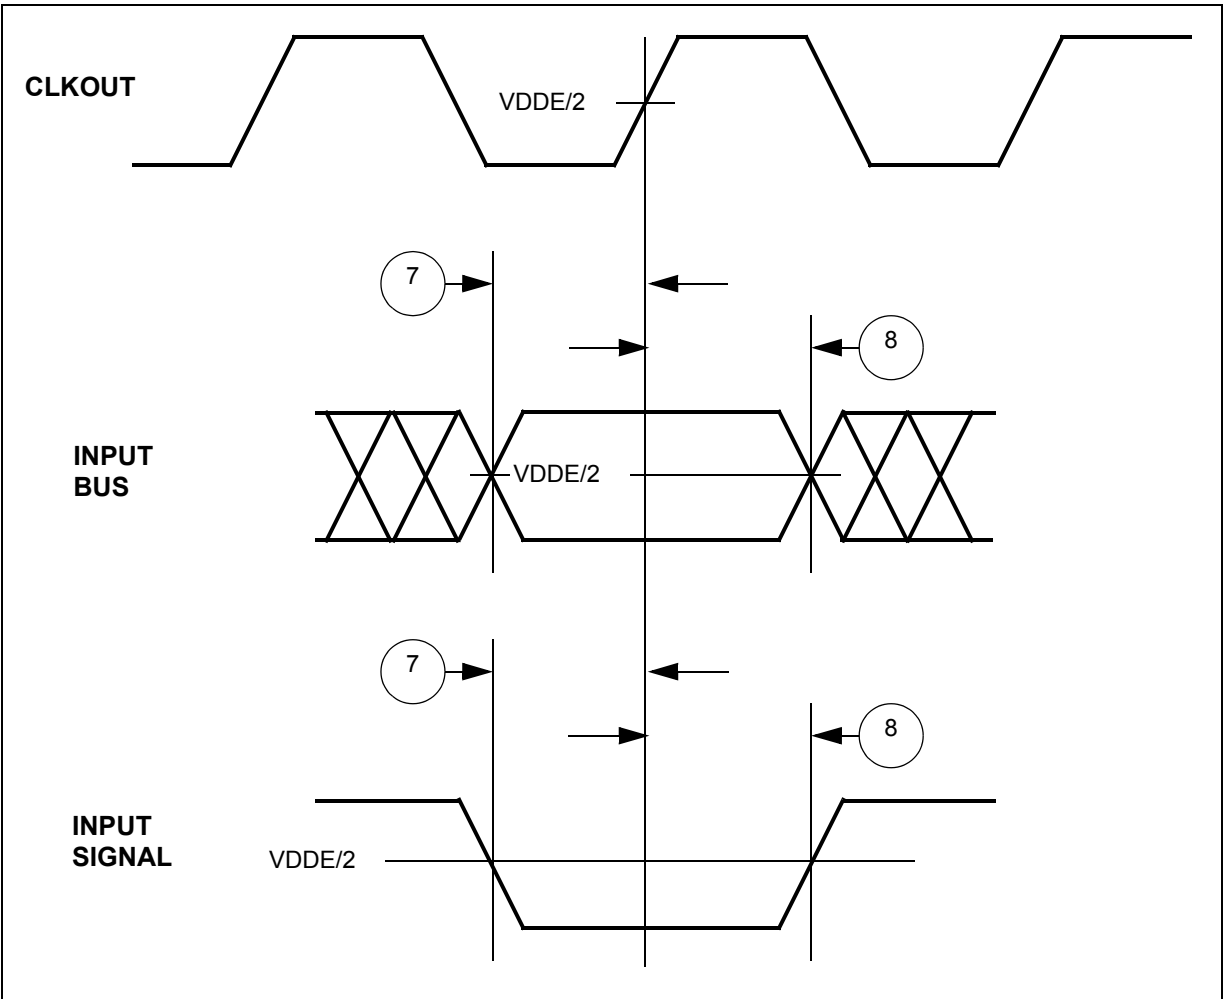 CLKOUT
VDDE/2
7
8
INPUT
BUS
VDDE/2
7
8
INPUT
SIGNAL
VDDE/2